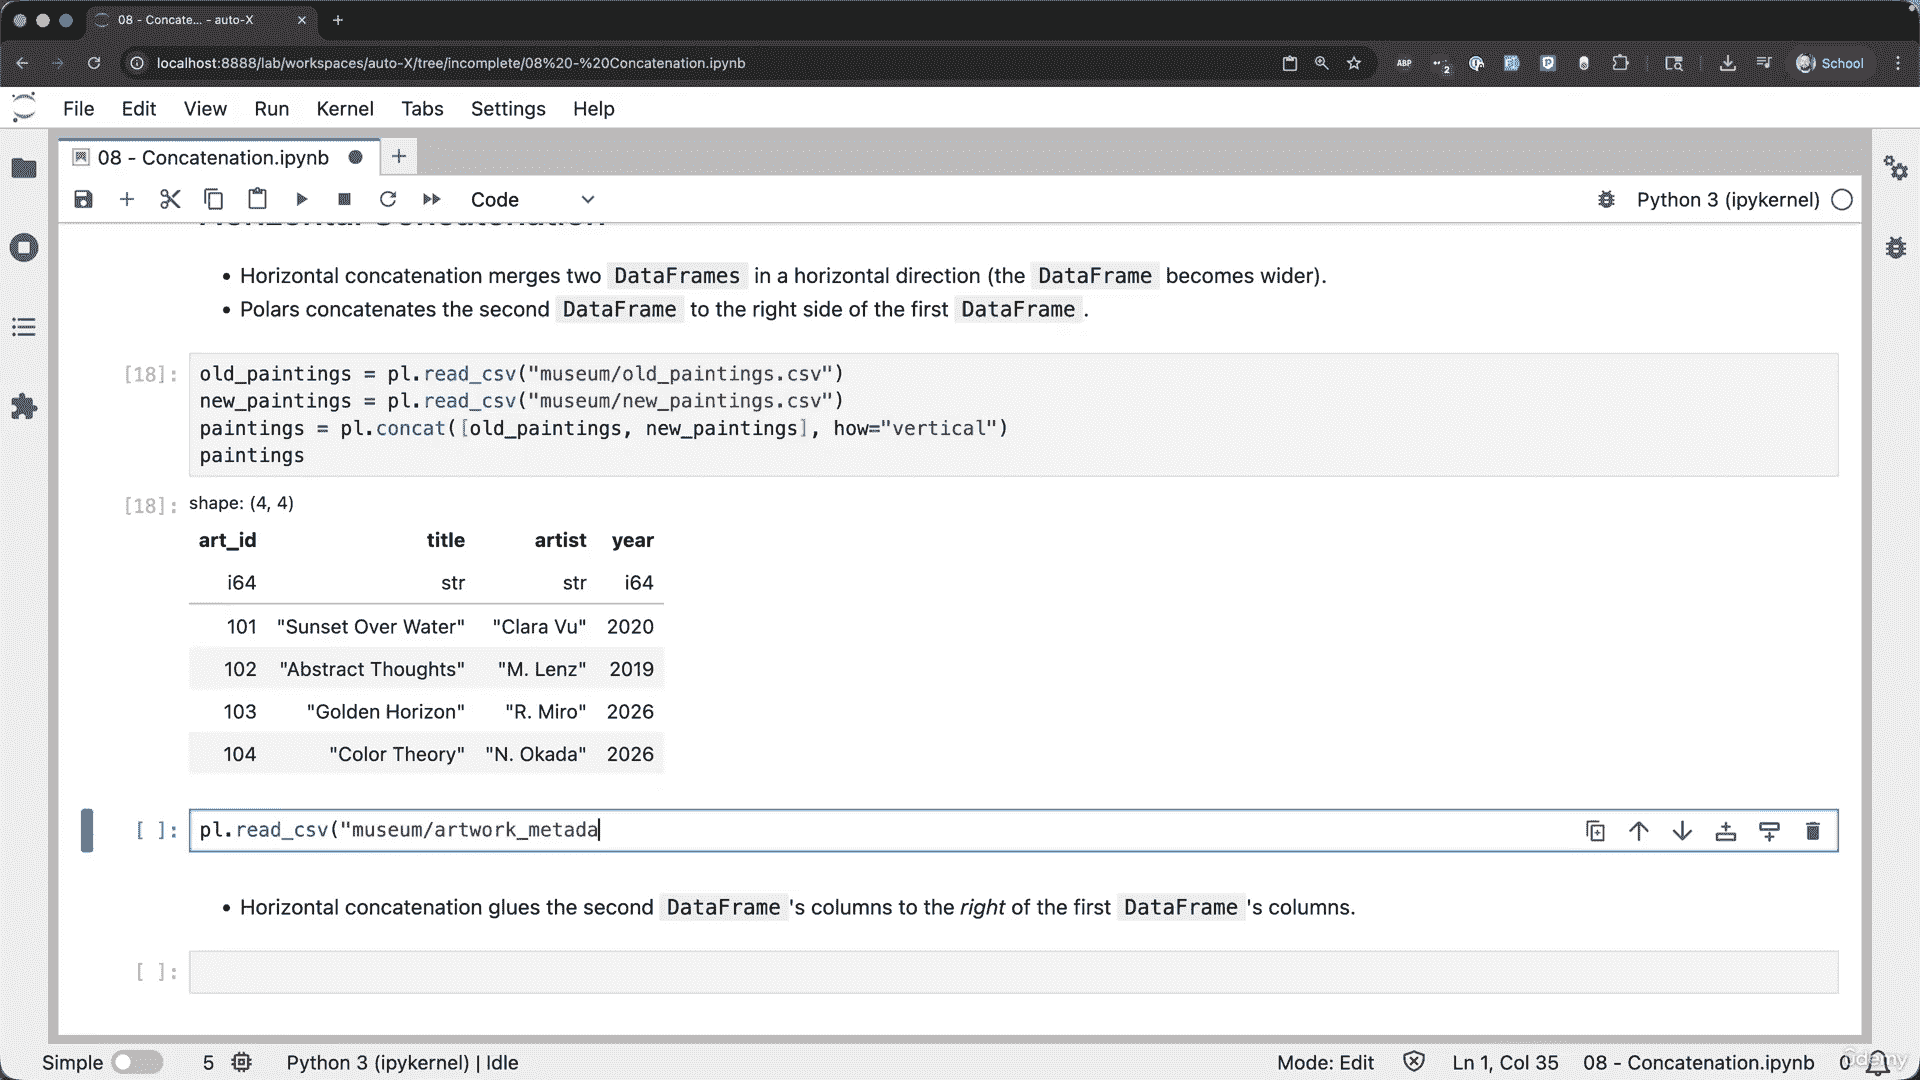 08 - Concate... - auto-X
localhost:8888/lab/workspaces/auto-X/tree/incomplete/08%20-%20Concatenation.ipynb
ABP
2
School
File Edit View Run Kernel Tabs Settings Help
08 - Concatenation.ipynb
Code
Python 3 (ipykernel)
Horizontal Concatenation
• Horizontal concatenation merges two DataFrames in a horizontal direction (the DataFrame becomes wider).
• Polars concatenates the second DataFrame to the right side of the first DataFrame .
[18]: old_paintings = pl.read_csv("museum/old_paintings.csv")
new_paintings = pl.read_csv("museum/new_paintings.csv")
paintings = pl.concat([old_paintings, new_paintings], how="vertical")
paintings
[18]: shape: (4, 4)
art_id title artist year
i64 str str i64
101 "Sunset Over Water" "Clara Vu" 2020
102 "Abstract Thoughts" "M. Lenz" 2019
103 "Golden Horizon" "R. Miro" 2026
104 "Color Theory" "N. Okada" 2026
[ ]: pl.read_csv("museum/artwork_metada
• Horizontal concatenation glues the second DataFrame 's columns to the right of the first DataFrame 's columns.
[ ]:
Simple 5 Python 3 (ipykernel) | Idle Mode: Edit Ln 1, Col 35 08 - Concatenation.ipynb 0
Udemy